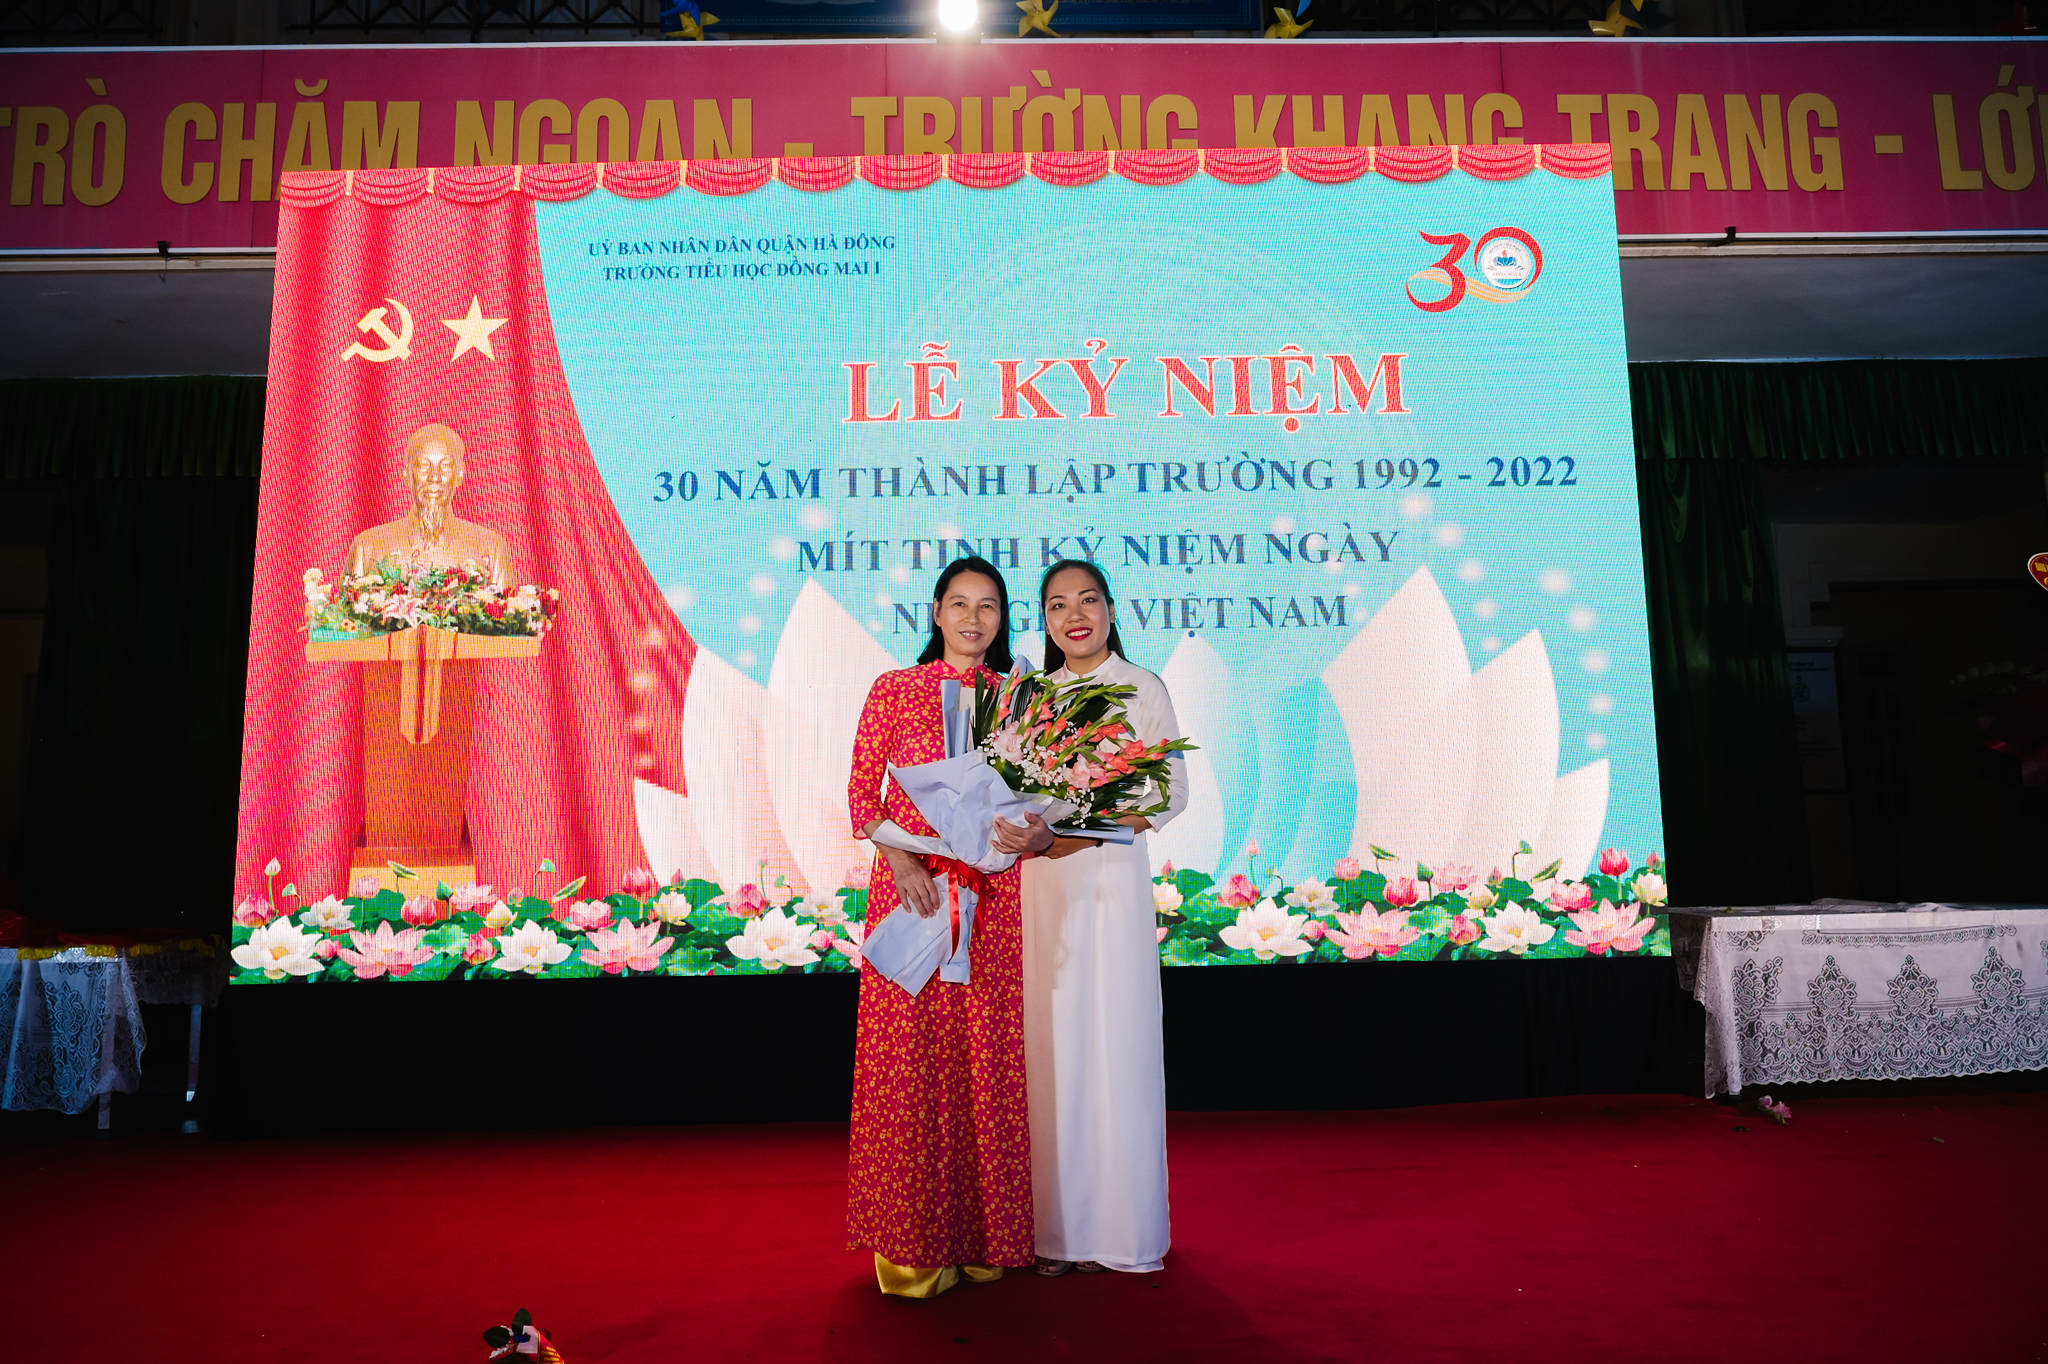 TRÒ CHĂM NGOAN - TRƯỜNG KHANG TRANG - LỚ
UỶ BAN NHÂN DÂN QUẬN HÀ ĐÔNG
TRƯỜNG TIỂU HỌC ĐỒNG MAI I
30
LỄ KỶ NIỆM
30 NĂM THÀNH LẬP TRƯỜNG 1992 - 2022
MÍT TINH KỶ NIỆM NGÀY
VIỆT NAM